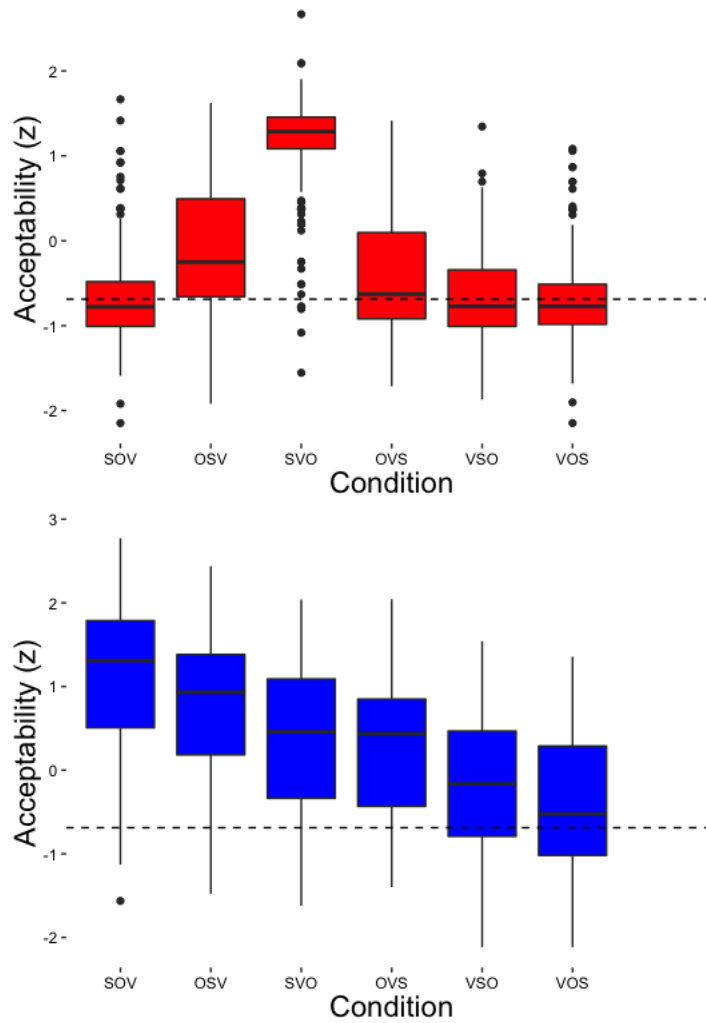 Acceptability (z)
2
1
0
-1
-2
SOV OSV SVO OVS VSO VOS
Condition
Acceptability (z)
3
2
1
0
-1
-2
SOV OSV SVO OVS VSO VOS
Condition